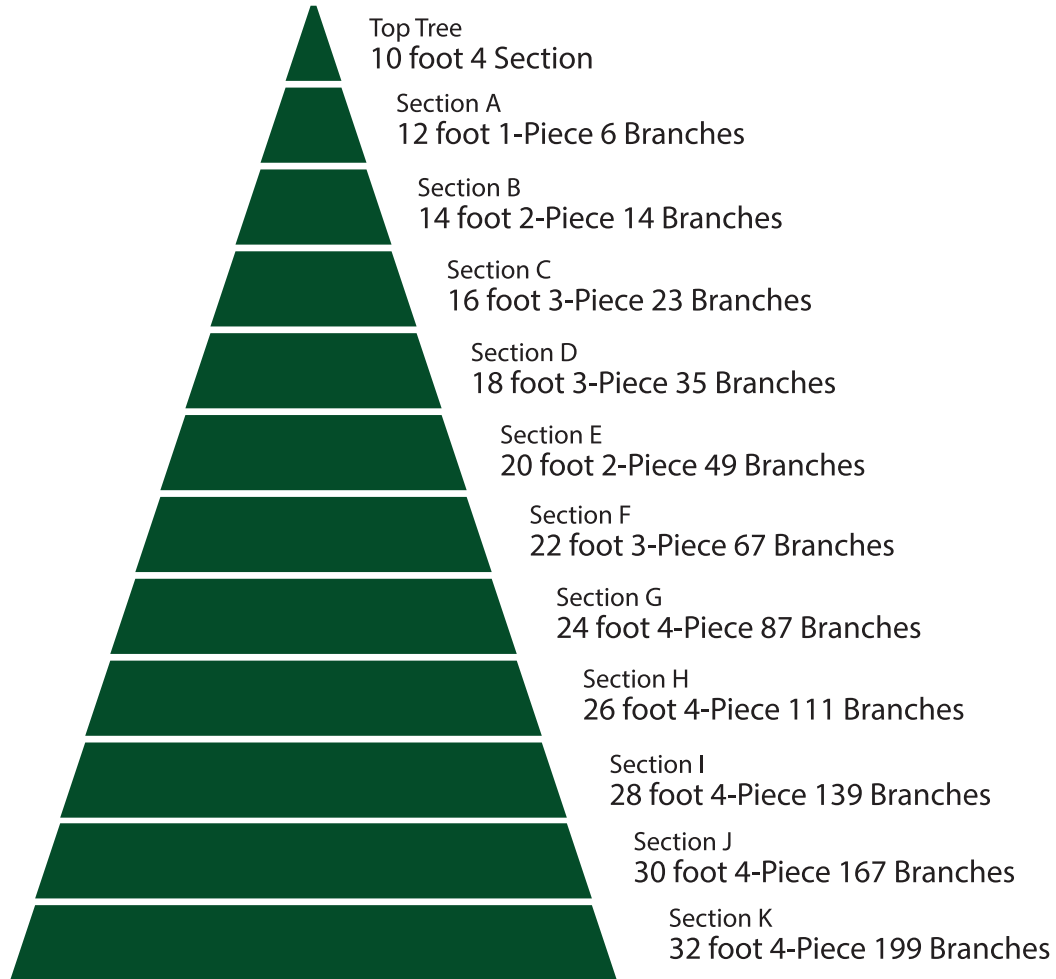 Top Tree
10 foot 4 Section
Section A
12 foot 1-Piece 6 Branches
Section B
14 foot 2-Piece 14 Branches
Section C
16 foot 3-Piece 23 Branches
Section D
18 foot 3-Piece 35 Branches
Section E
20 foot 2-Piece 49 Branches
Section F
22 foot 3-Piece 67 Branches
Section G
24 foot 4-Piece 87 Branches
Section H
26 foot 4-Piece 111 Branches
Section I
28 foot 4-Piece 139 Branches
Section J
30 foot 4-Piece 167 Branches
Section K
32 foot 4-Piece 199 Branches